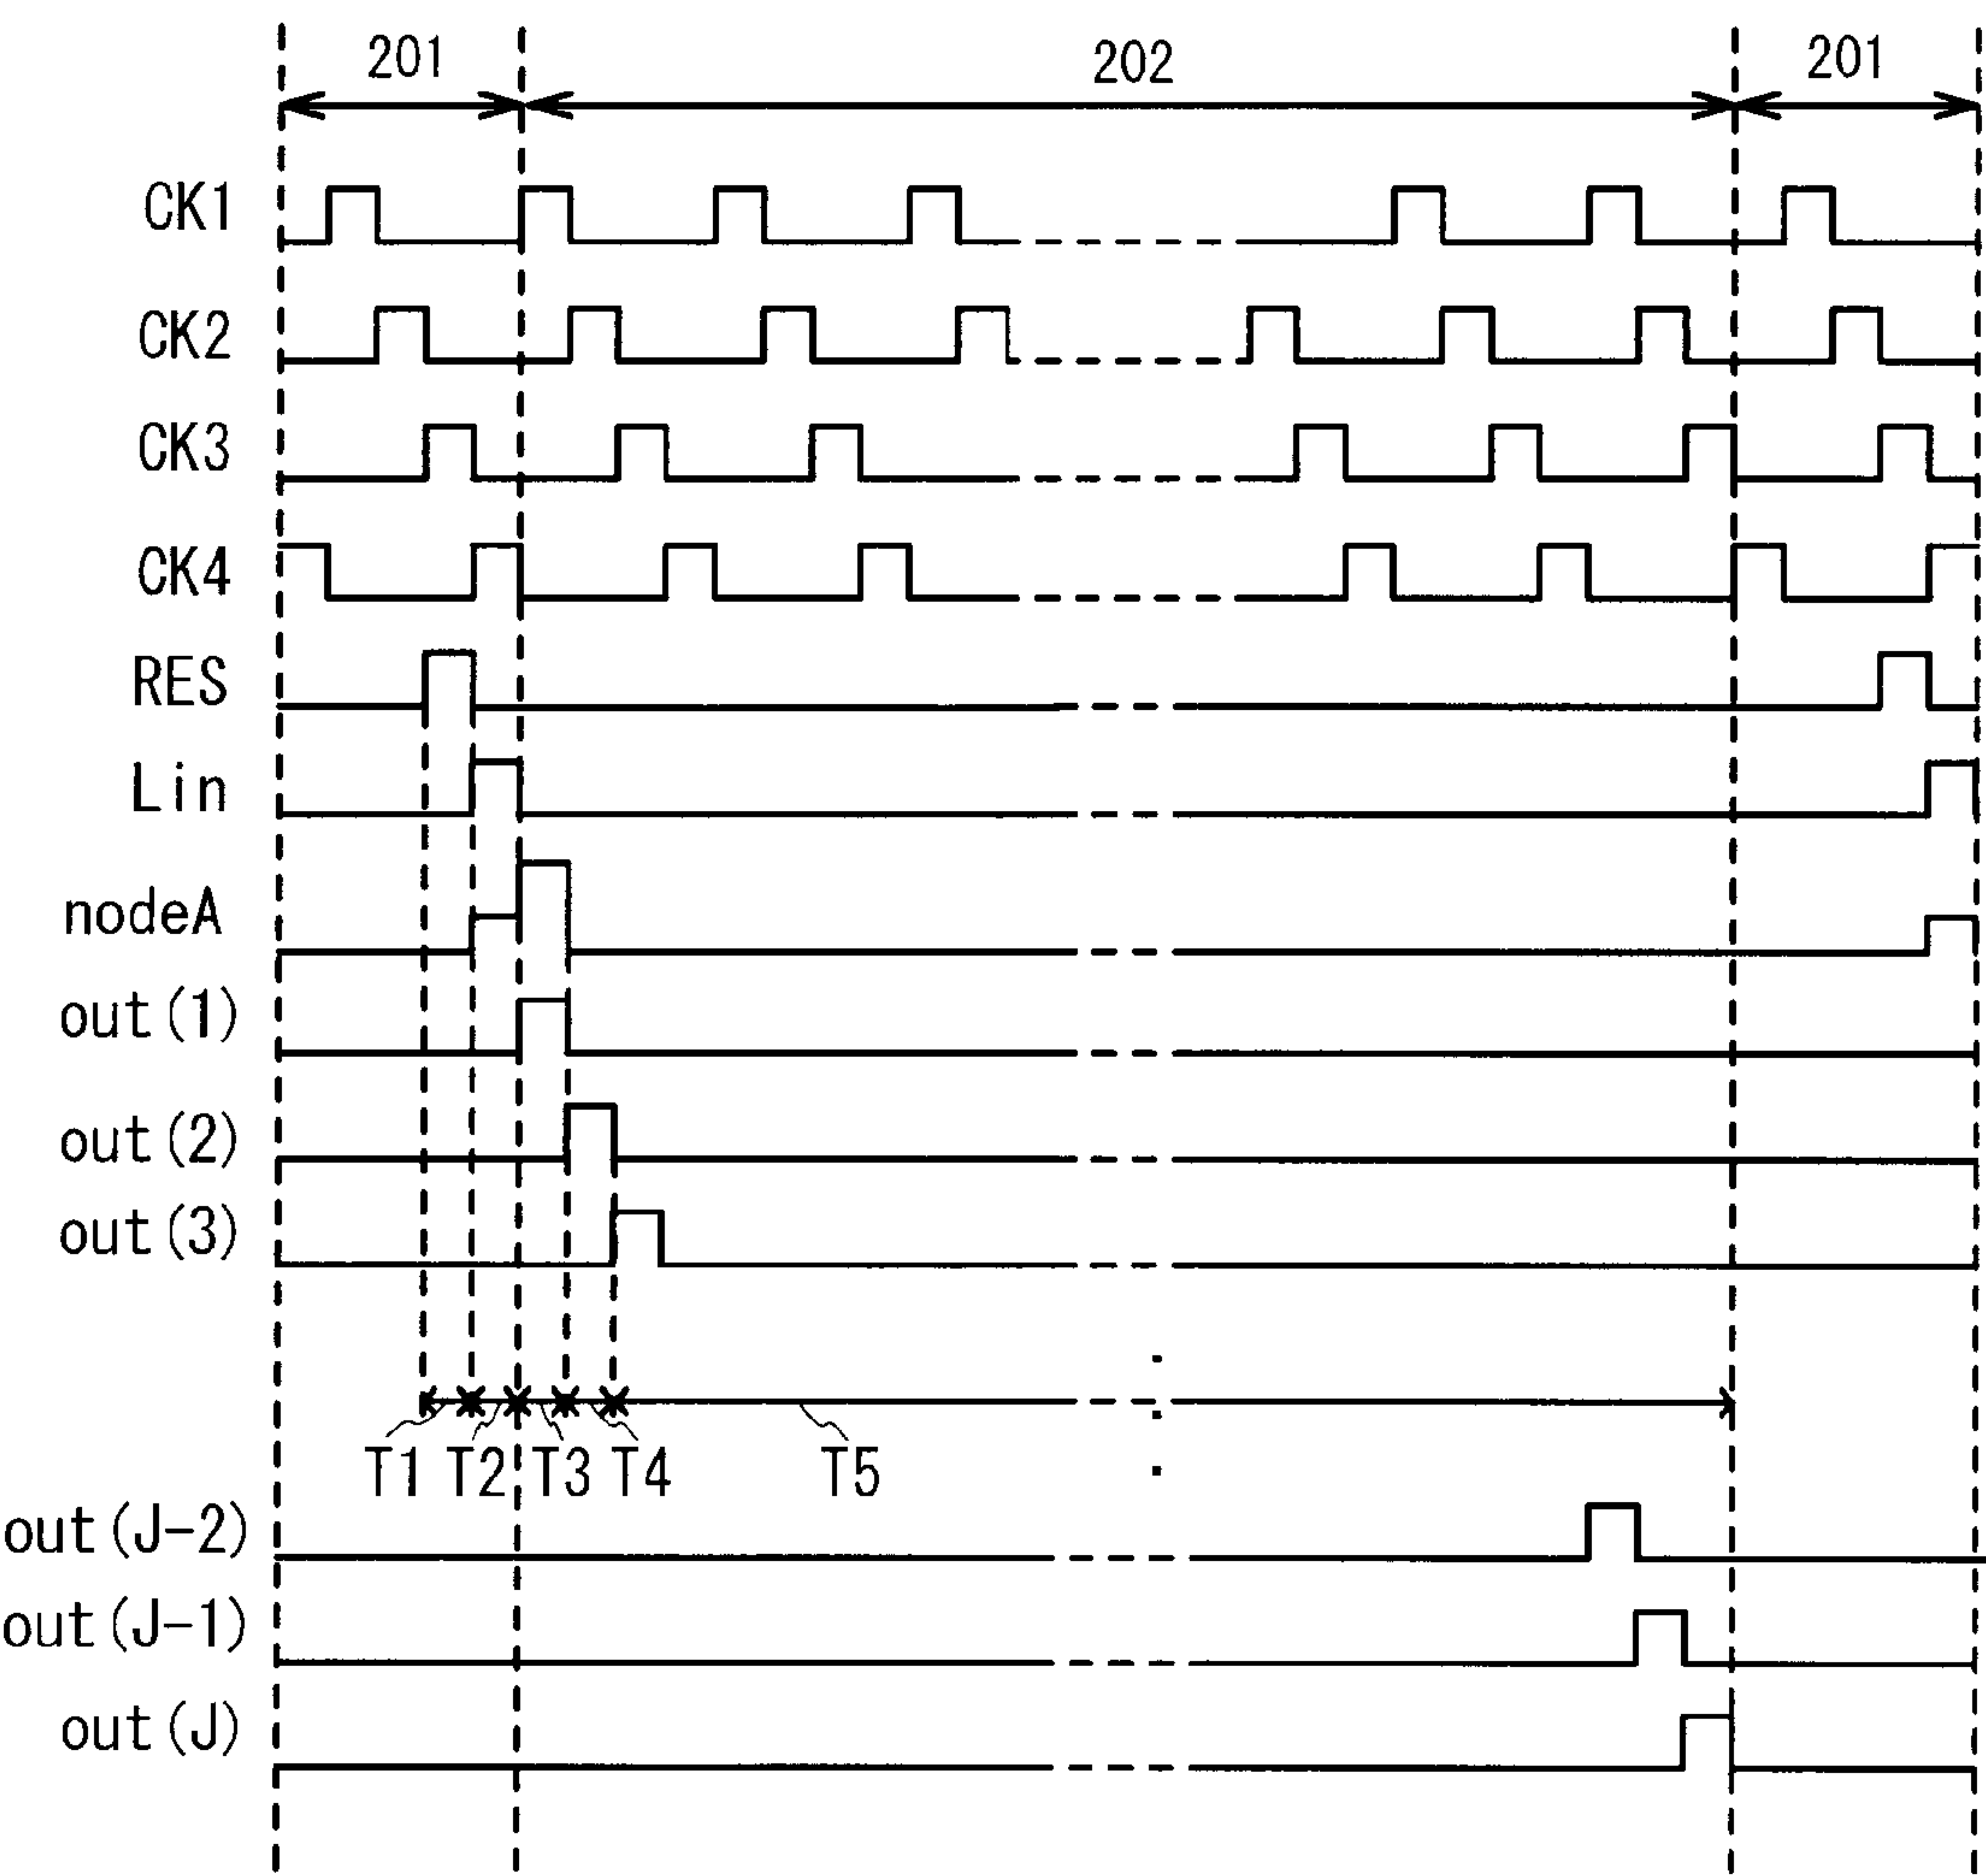 201 202 201
CK1
CK2
CK3
CK4
RES
Lin
nodeA
out(1)
out(2)
out(3)
T1 T2 T3 T4 T5
out(J-2)
out(J-1)
out(J)